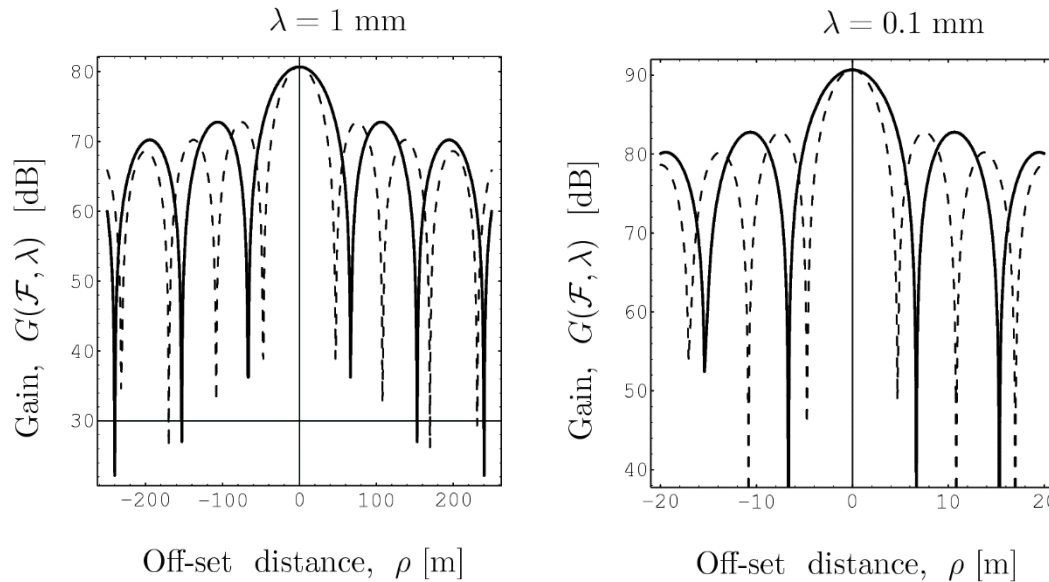 λ = 1 mm
Gain, G(ℱ, λ) [dB]
80
70
60
50
40
30
-200 -100 0 100 200
Off-set distance, ρ [m]
λ = 0.1 mm
Gain, G(ℱ, λ) [dB]
90
80
70
60
50
40
-20 -10 0 10 20
Off-set distance, ρ [m]